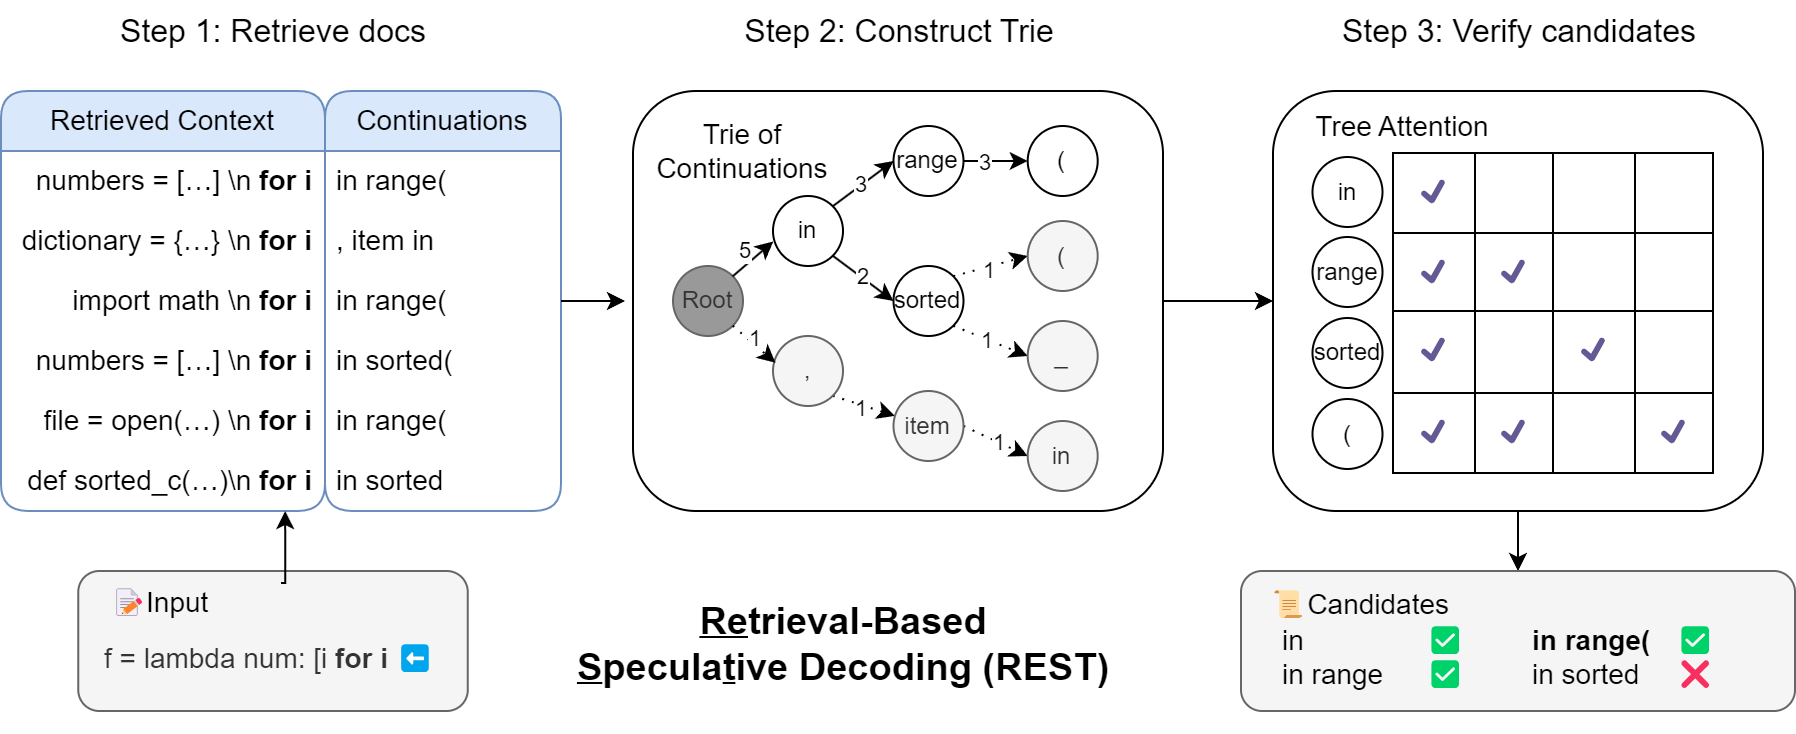 Step 1: Retrieve docs
Step 2: Construct Trie
Step 3: Verify candidates
Retrieved Context
Continuations
numbers = […] \n for i
in range(
dictionary = {…} \n for i
, item in
import math \n for i
in range(
numbers = […] \n for i
in sorted(
file = open(…) \n for i
in range(
def sorted_c(…)\n for i
in sorted
Input
f = lambda num: [i for i
Trie of
Continuations
Root
5
in
3
range
3
(
2
sorted
1
(
1
_
1
,
1
item
1
in
Retrieval-Based
Speculative Decoding (REST)
Tree Attention
in
range
sorted
(
Candidates
in
in range(
in range
in sorted